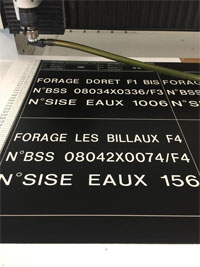 FORAGE DORET F1 BIS
N°BSS 08034X0336/F3
N°SISE EAUX 1006
FORAGE LES BILLAUX F4
N°BSS 08042X0074/F4
N°SISE EAUX 156